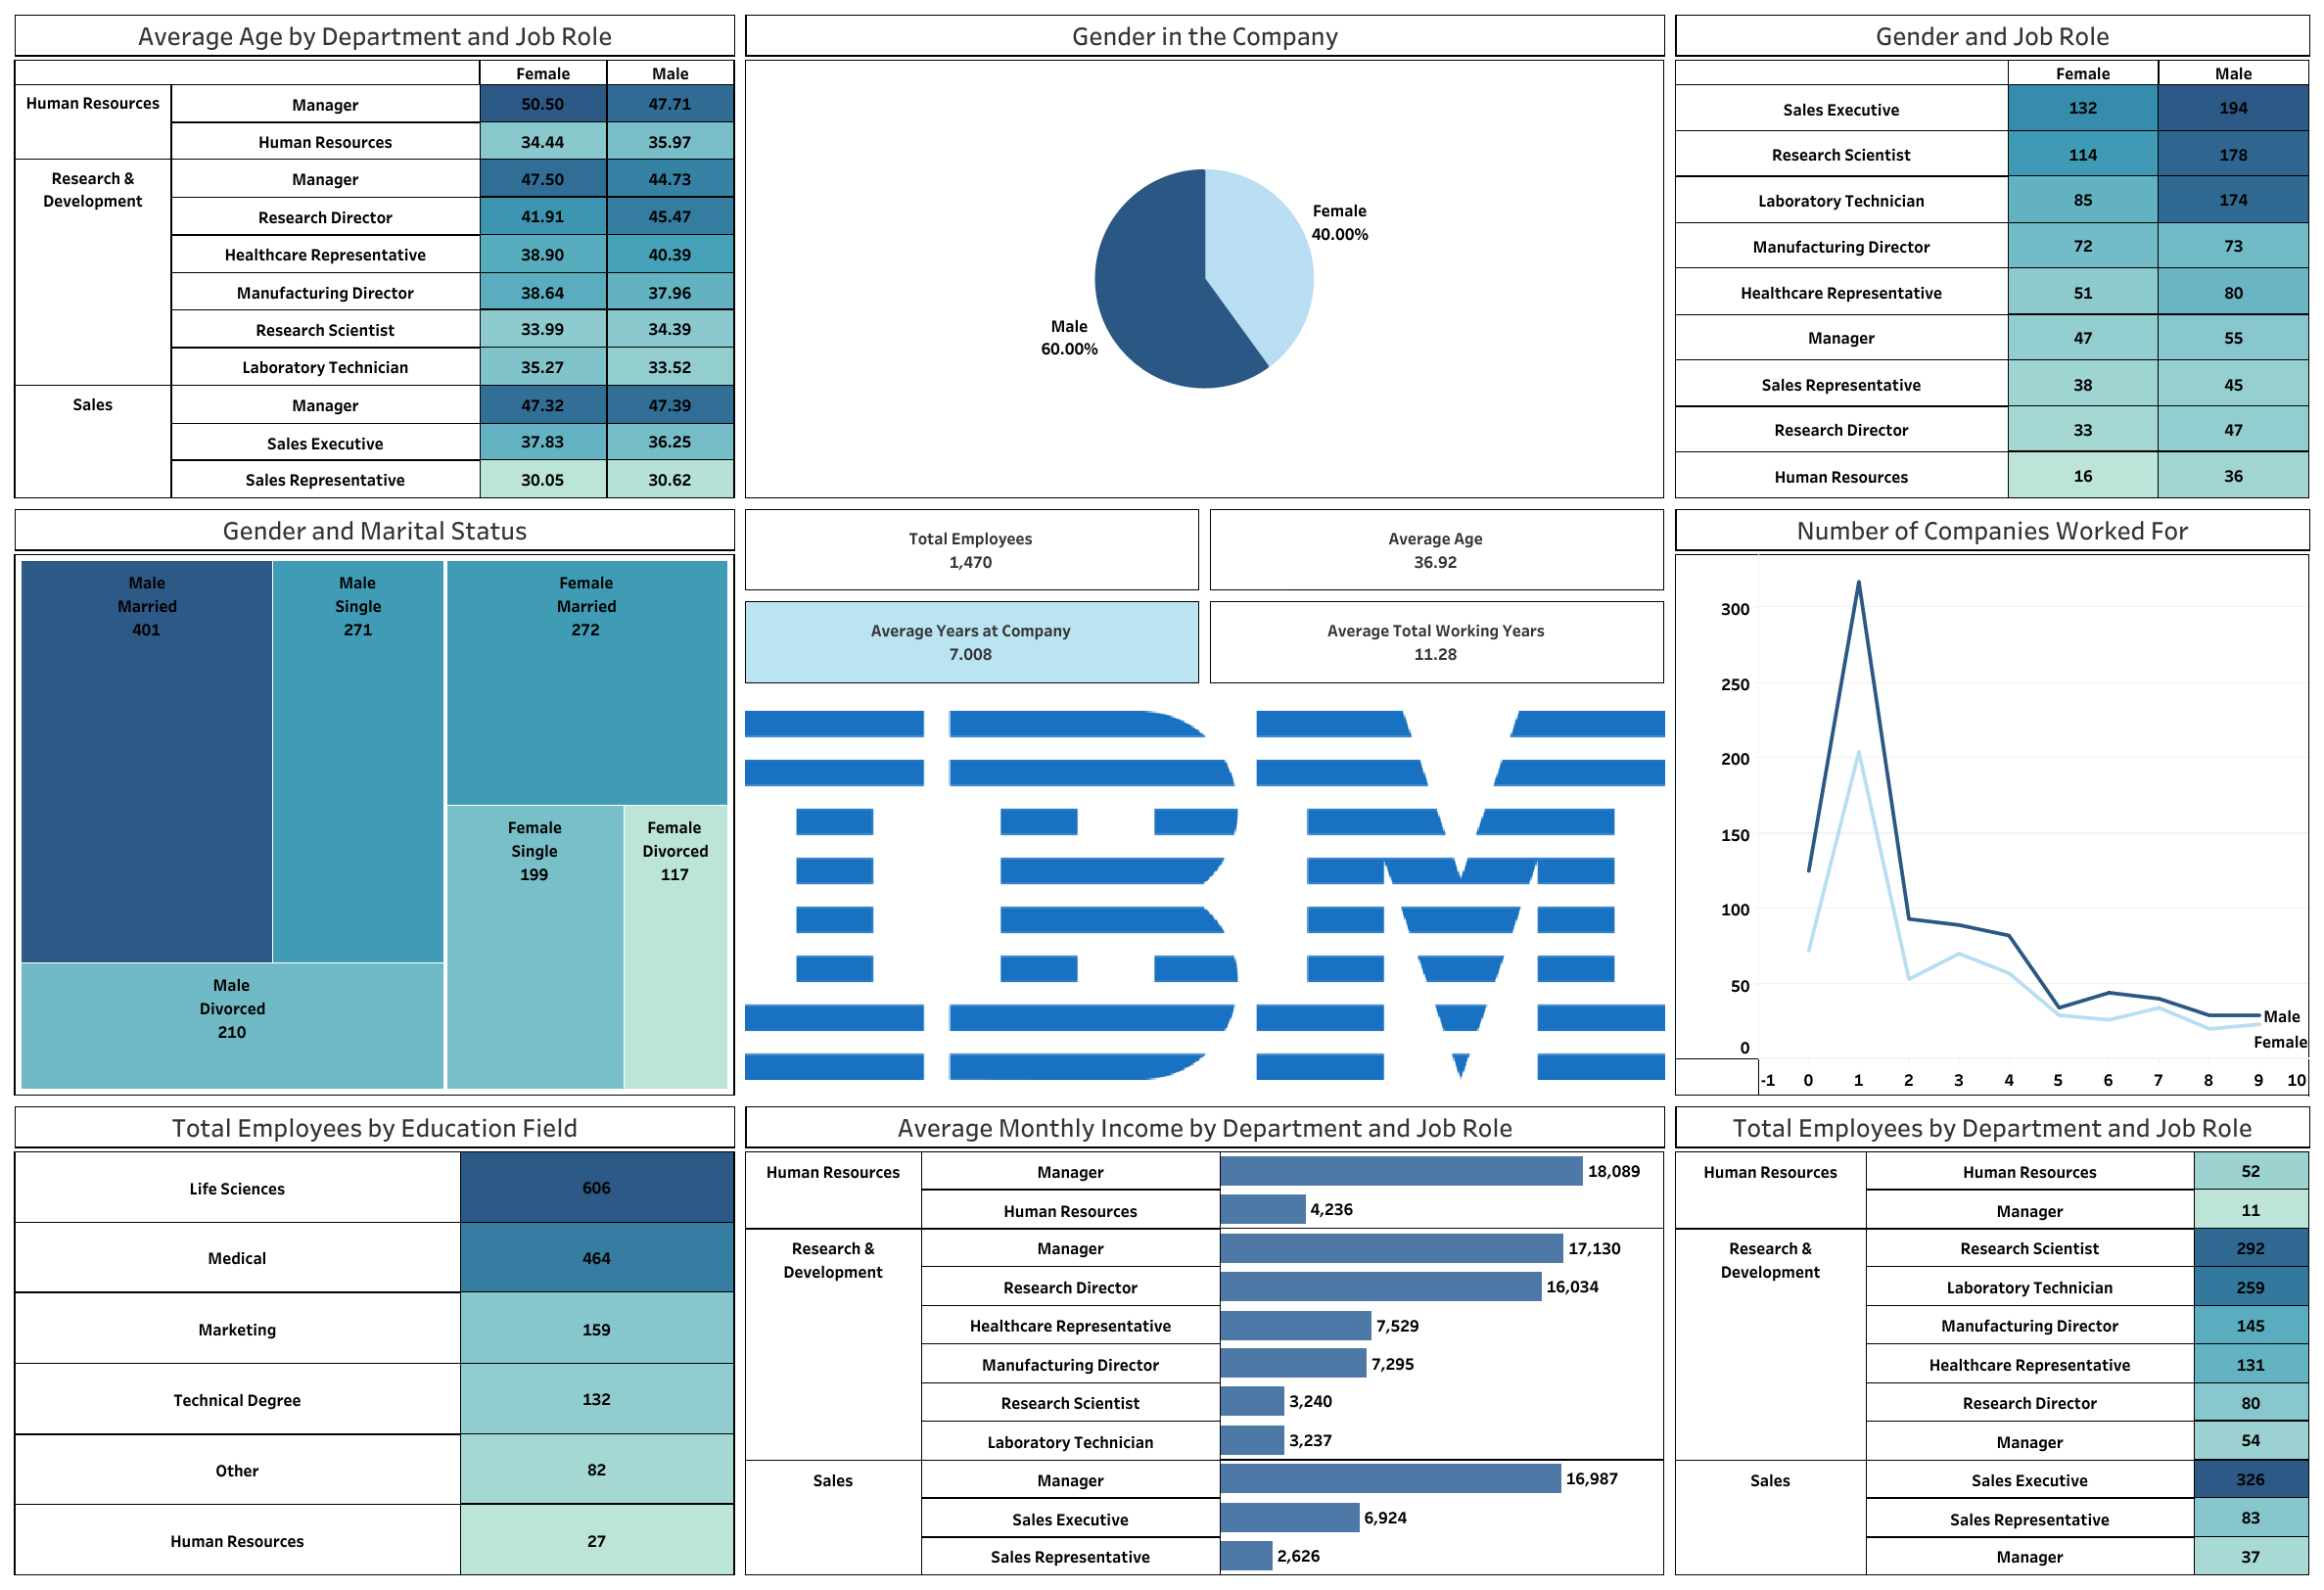 Average Age by Department and Job Role
Female Male
Human Resources Manager 50.50 47.71
Human Resources 34.44 35.97
Research &
Development
Manager 47.50 44.73
Research Director 41.91 45.47
Healthcare Representative 38.90 40.39
Manufacturing Director 38.64 37.96
Research Scientist 33.99 34.39
Laboratory Technician 35.27 33.52
Sales Manager 47.32 47.39
Sales Executive 37.83 36.25
Sales Representative 30.05 30.62
Gender in the Company
Female
40.00%
Male
60.00%
Gender and Job Role
Female Male
Sales Executive 132 194
Research Scientist 114 178
Laboratory Technician 85 174
Manufacturing Director 72 73
Healthcare Representative 51 80
Manager 47 55
Sales Representative 38 45
Research Director 33 47
Human Resources 16 36
Gender and Marital Status
Male
Married
401
Male
Single
271
Female
Married
272
Male
Divorced
210
Female
Single
199
Female
Divorced
117
Total Employees
1,470
Average Age
36.92
Average Years at Company
7.008
Average Total Working Years
11.28
IBM
Number of Companies Worked For
300
250
200
150
100
50
0
Male
Female
-1 0 1 2 3 4 5 6 7 8 9 10
Total Employees by Education Field
Life Sciences 606
Medical 464
Marketing 159
Technical Degree 132
Other 82
Human Resources 27
Average Monthly Income by Department and Job Role
Human Resources Manager 18,089
Human Resources 4,236
Research &
Development
Manager 17,130
Research Director 16,034
Healthcare Representative 7,529
Manufacturing Director 7,295
Research Scientist 3,240
Laboratory Technician 3,237
Sales Manager 16,987
Sales Executive 6,924
Sales Representative 2,626
Total Employees by Department and Job Role
Human Resources Human Resources 52
Manager 11
Research &
Development
Research Scientist 292
Laboratory Technician 259
Manufacturing Director 145
Healthcare Representative 131
Research Director 80
Manager 54
Sales Sales Executive 326
Sales Representative 83
Manager 37